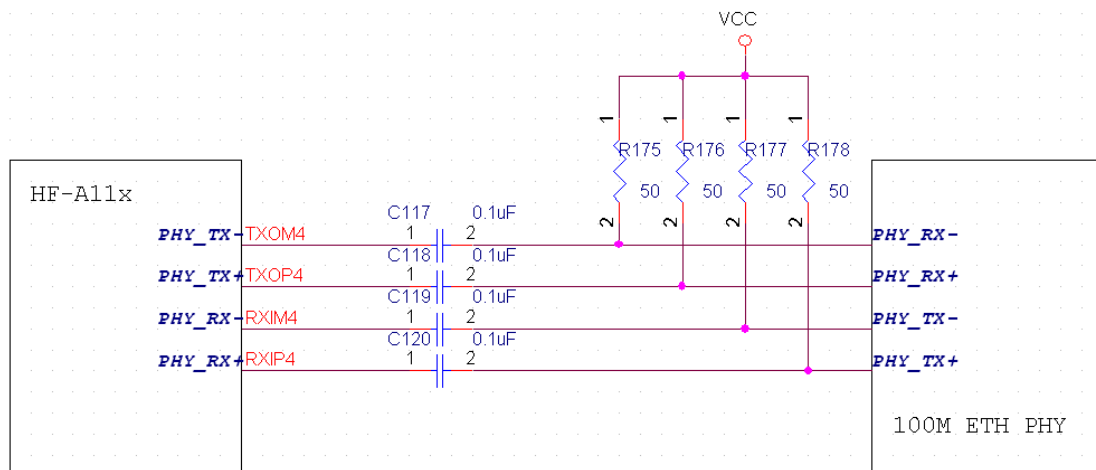 VCC
1 1 1 1
R175 R176 R177 R178
50 50 50 50
2 2 2 2
HF-A11x
100M ETH PHY
PHY_TX- TXOM4 1 C117 2 0.1uF PHY_RX-
PHY_TX+ TXOP4 1 C118 2 0.1uF PHY_RX+
PHY_RX- RXIM4 1 C119 2 0.1uF PHY_TX-
PHY_RX+ RXIP4 1 C120 2 0.1uF PHY_TX+